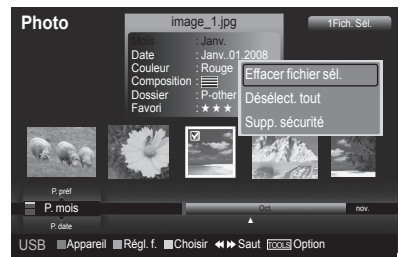 Photo
image_1.jpg
1Fich. Sél.
Mois : Janv.
Date : Janv..01.2008
Couleur : Rouge
Composition :
Dossier : P-other
Favori : ★ ★ ★
Effacer fichier sél.
Désélect. tout
Supp. sécurité
P. préf
P. mois
P. date
Oct.
nov.
USB Appareil Régl. f. Choisir Saut TOOLS Option